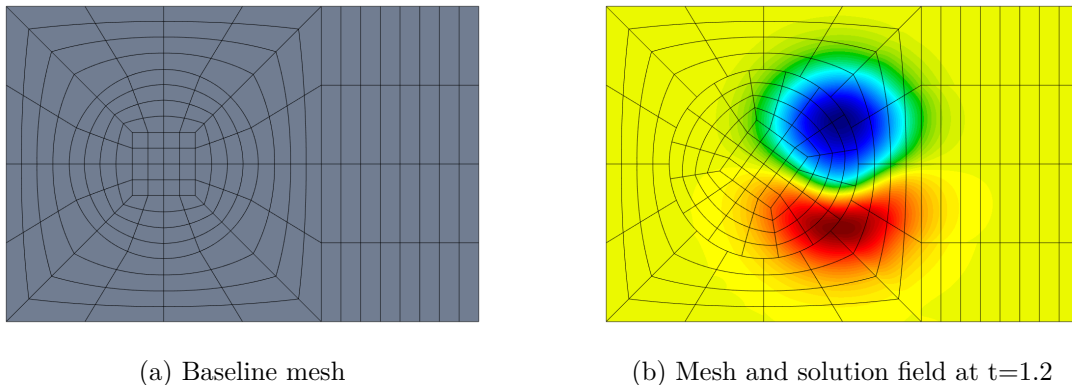 (a) Baseline mesh
(b) Mesh and solution field at t=1.2